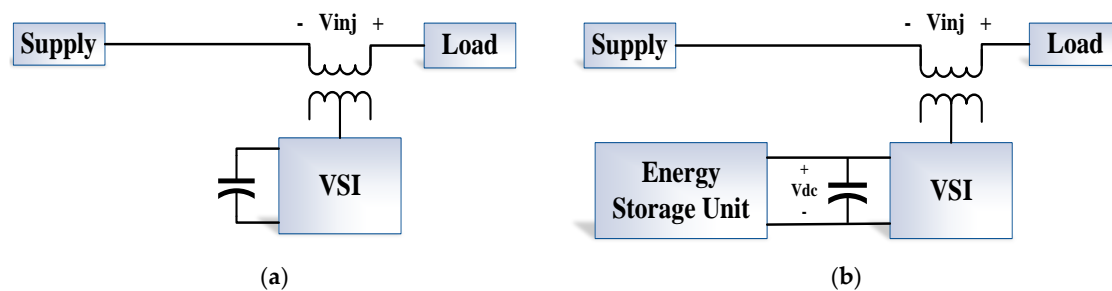 - Vinj +
Supply
Load
VSI
(a)
- Vinj +
Supply
Load
Energy
Storage Unit
+
Vdc
-
VSI
(b)